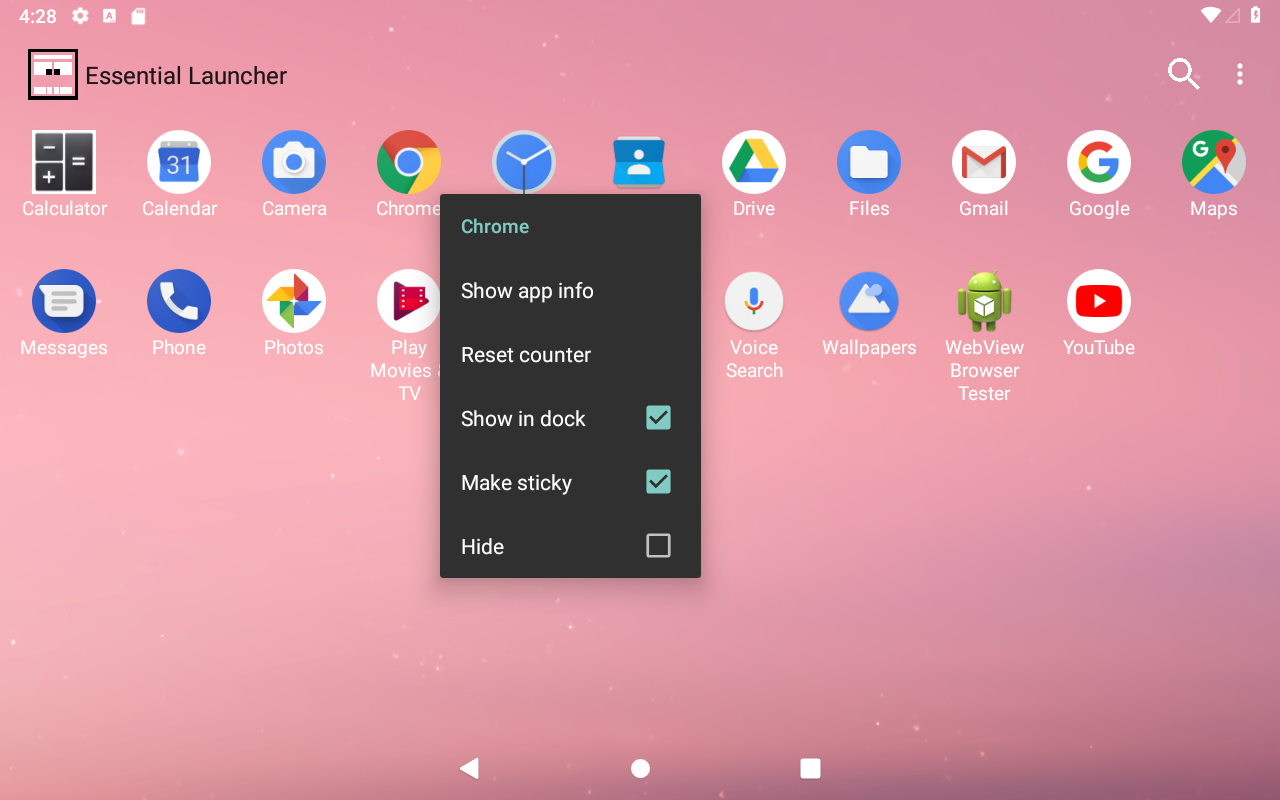 4:28
Essential Launcher
Calculator
Calendar
31
Camera
Chrome
Drive
Files
Gmail
Google
Maps
G
Chrome
Show app info
Reset counter
Show in dock
Make sticky
Hide
Messages
Phone
Photos
Play
Movies
TV
Voice
Search
Wallpapers
WebView
Browser
Tester
YouTube